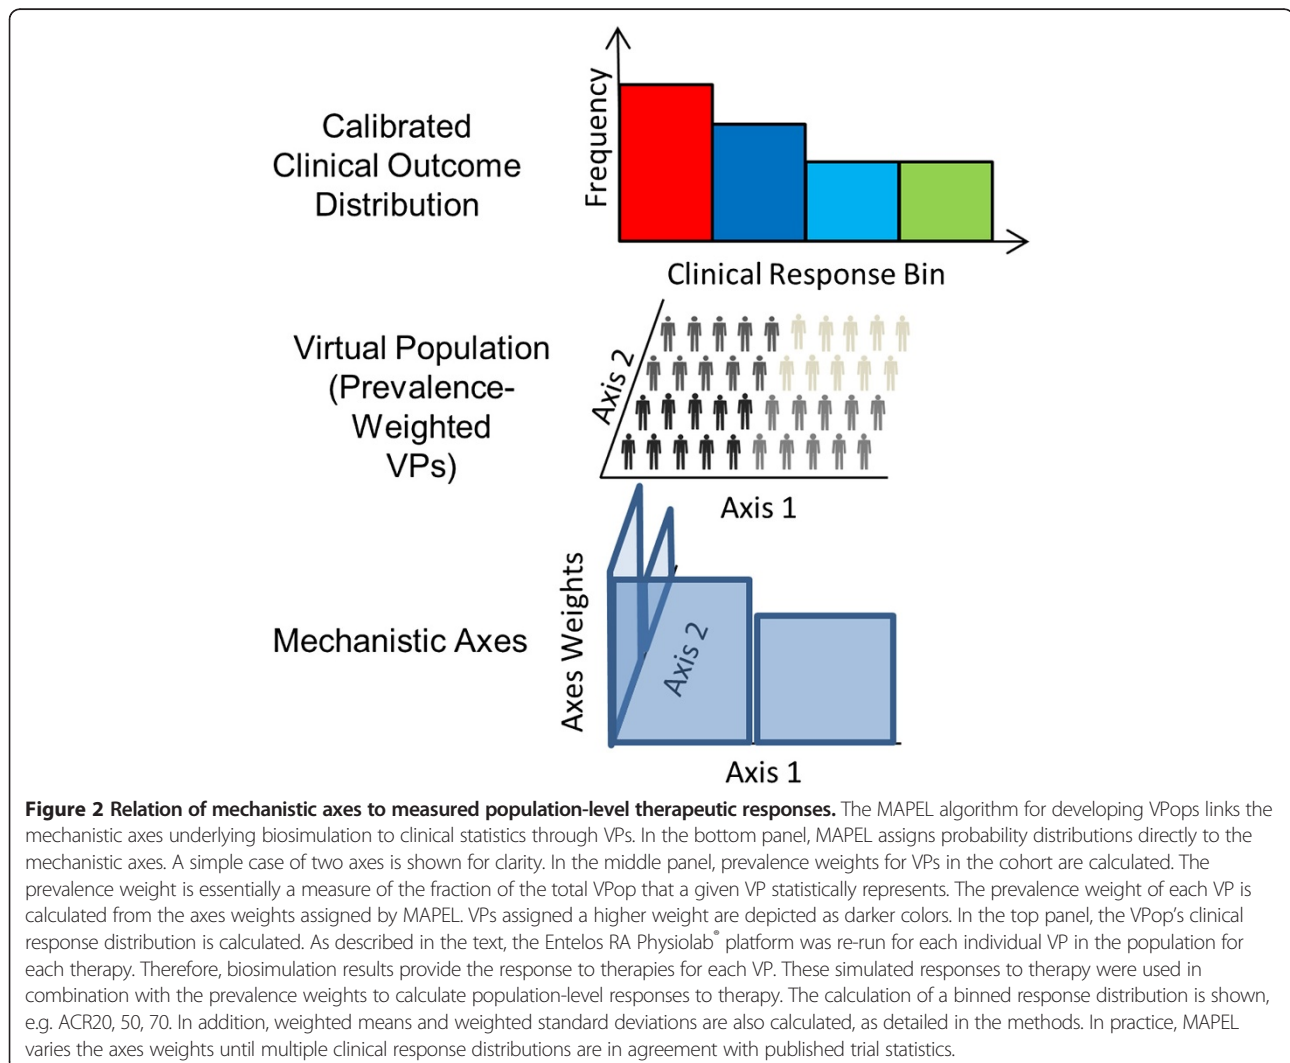 Calibrated
Clinical Outcome
Distribution
Frequency
Clinical Response Bin
Virtual Population
(Prevalence-
Weighted
VPs)
Axis 2
Axis 1
Mechanistic Axes
Axes Weights
Axis 2
Axis 1
Figure 2 Relation of mechanistic axes to measured population-level therapeutic responses. The MAPEL algorithm for developing VPops links the
mechanistic axes underlying biosimulation to clinical statistics through VPs. In the bottom panel, MAPEL assigns probability distributions directly to the
mechanistic axes. A simple case of two axes is shown for clarity. In the middle panel, prevalence weights for VPs in the cohort are calculated. The
prevalence weight is essentially a measure of the fraction of the total VPop that a given VP statistically represents. The prevalence weight of each VP is
calculated from the axes weights assigned by MAPEL. VPs assigned a higher weight are depicted as darker colors. In the top panel, the VPop's clinical
response distribution is calculated. As described in the text, the Entelos RA Physiolab® platform was re-run for each individual VP in the population for
each therapy. Therefore, biosimulation results provide the response to therapies for each VP. These simulated responses to therapy were used in
combination with the prevalence weights to calculate population-level responses to therapy. The calculation of a binned response distribution is shown,
e.g. ACR20, 50, 70. In addition, weighted means and weighted standard deviations are also calculated, as detailed in the methods. In practice, MAPEL
varies the axes weights until multiple clinical response distributions are in agreement with published trial statistics.